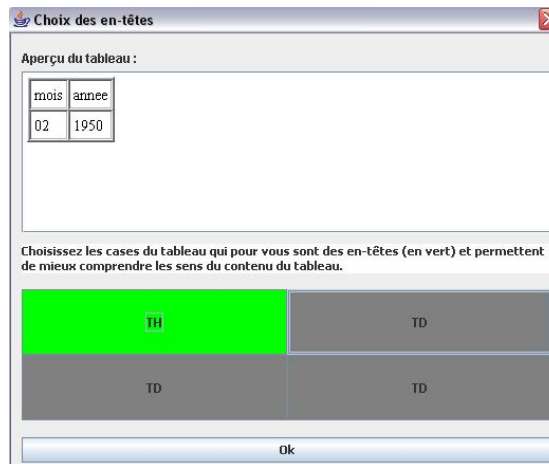 Choix des en-têtes
Aperçu du tableau :
mois annee
02 1950
Choisissez les cases du tableau qui pour vous sont des en-têtes (en vert) et permettent
de mieux comprendre les sens du contenu du tableau.
TH TD
TD TD
Ok